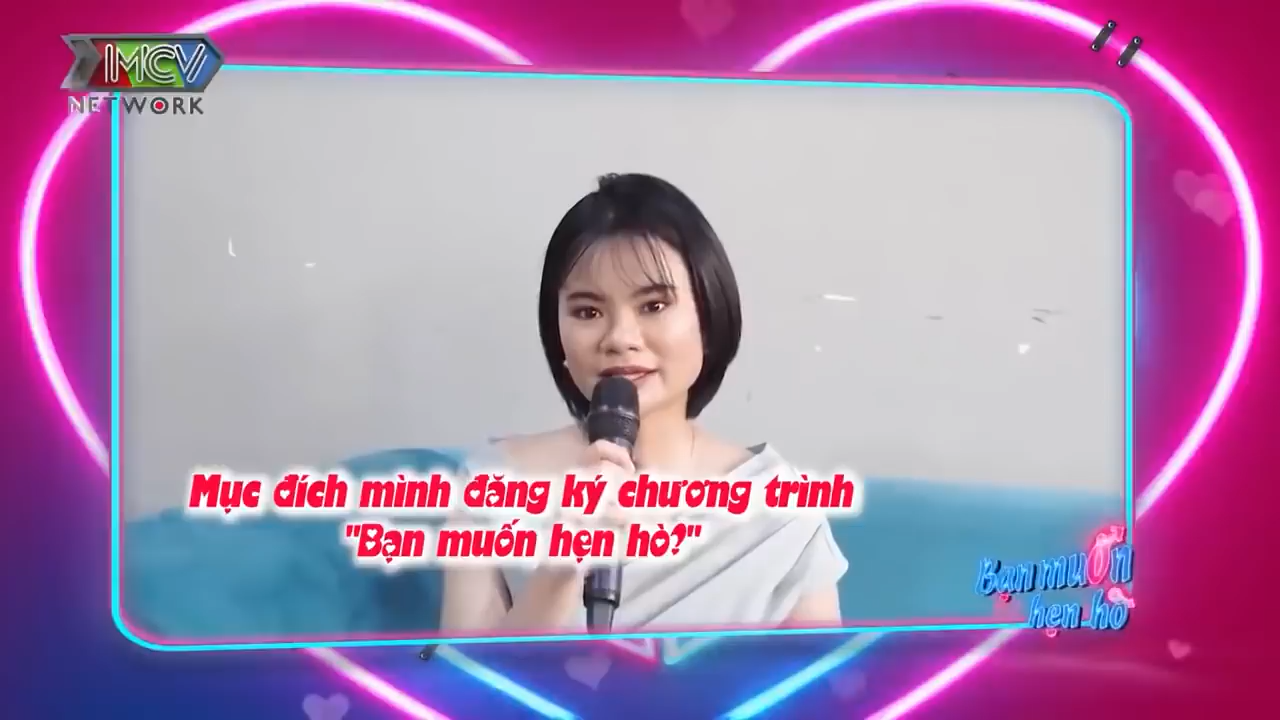 MCV
NETWORK
Mục đích mình đăng ký chương trình
"Bạn muốn hẹn hò?"
Bạn muốn
hẹn hò